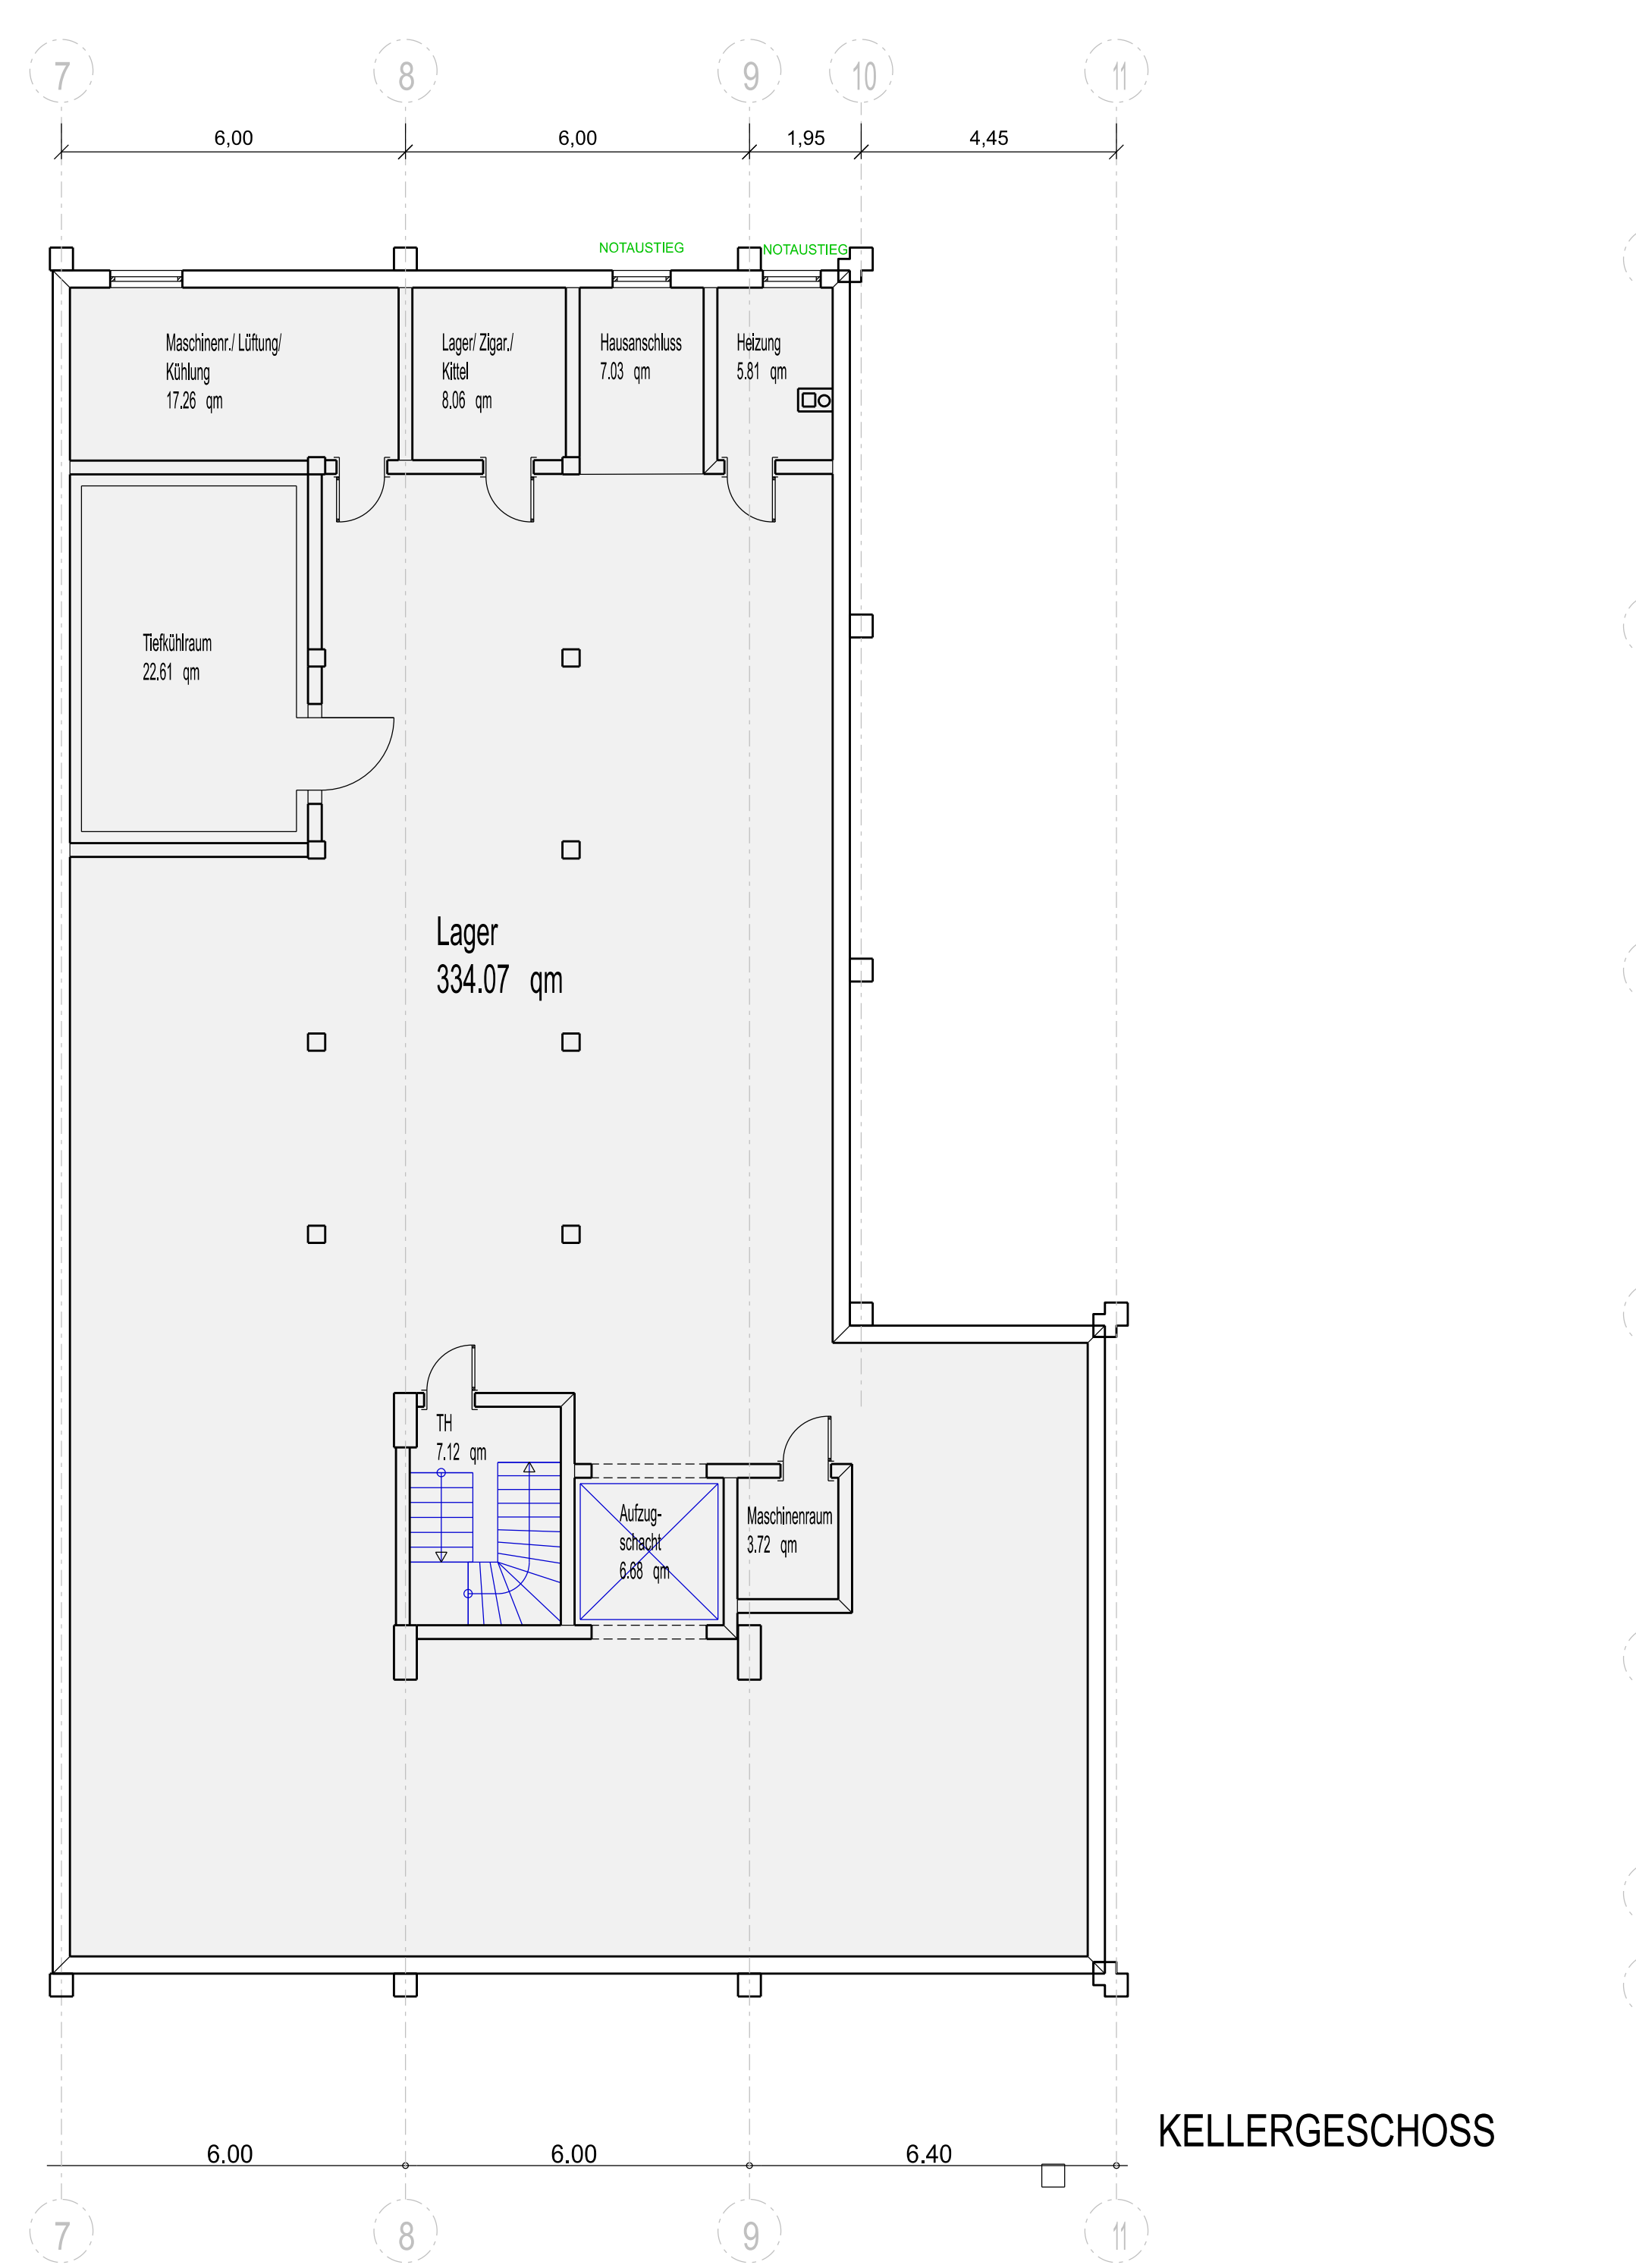 7
8
9
10
11
6,00
6,00
1,95
4,45
NOTAUSTIEG
NOTAUSTIEG
Maschinenr./ Lüftung/
Kühlung
17.26 qm
Lager/ Zigar./
Kittel
8.06 qm
Hausanschluss
7.03 qm
Heizung
5.81 qm
Tiefkühlraum
22.61 qm
Lager
334.07 qm
TH
7.12 qm
Aufzug-
schacht
6.68 qm
Maschinenraum
3.72 qm
KELLERGESCHOSS
6.00
6.00
6.40
7
8
9
11